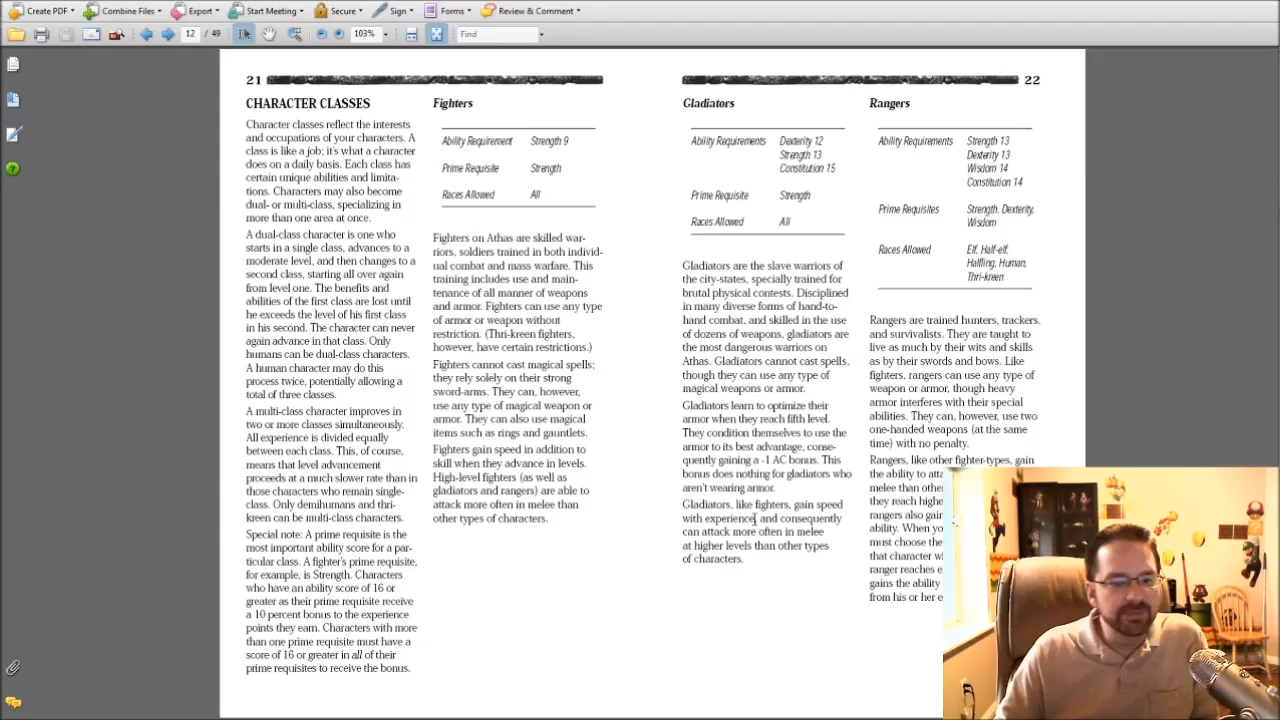 Create PDF
Combine Files
Export
Start Meeting
Secure
Sign
Forms
Review & Comment
12 / 49
103%
Find
21
CHARACTER CLASSES
Character classes reflect the interests
and occupations of your characters. A
class is like a job; it's what a character
does on a daily basis. Each class has
certain unique abilities and limita-
tions. Characters may also become
dual- or multi-class, specializing in
more than one area at once.
A dual-class character is one who
starts in a single class, advances to a
moderate level, and then changes to a
second class, starting all over again
from level one. The benefits and
abilities of the first class are lost until
he exceeds the level of his first class
in his second. The character can never
again advance in that class. Only
humans can be dual-class characters.
A human character may do this
process twice, potentially allowing a
total of three classes.
A multi-class character improves in
two or more classes simultaneously.
All experience is divided equally
between each class. This, of course,
means that level advancement
proceeds at a much slower rate than in
those characters who remain single-
class. Only demihumans and thri-
kreen can be multi-class characters.
Special note: A prime requisite is the
most important ability score for a par-
ticular class. A fighter's prime requisite,
for example, is Strength. Characters
who have an ability score of 16 or
greater as their prime requisite receive
a 10 percent bonus to the experience
points they earn. Characters with more
than one prime requisite must have a
score of 16 or greater in all of their
prime requisites to receive the bonus.
Fighters
Ability Requirement Strength 9
Prime Requisite Strength
Races Allowed All
Fighters on Athas are skilled war-
riors, soldiers trained in both individ-
ual combat and mass warfare. This
training includes use and main-
tenance of all manner of weapons
and armor. Fighters can use any type
of armor or weapon without
restriction. (Thri-kreen fighters,
however, have certain restrictions.)
Fighters cannot cast magical spells;
they rely solely on their strong
sword-arms. They can, however,
use any type of magical weapon or
armor. They can also use magical
items such as rings and gauntlets.
Fighters gain speed in addition to
skill when they advance in levels.
High-level fighters (as well as
gladiators and rangers) are able to
attack more often in melee than
other types of characters.
22
Gladiators
Ability Requirements Dexterity 12
Strength 13
Constitution 15
Prime Requisite Strength
Races Allowed All
Gladiators are the slave warriors of
the city-states, specially trained for
brutal physical contests. Disciplined
in many diverse forms of hand-to-
hand combat, and skilled in the use
of dozens of weapons, gladiators are
the most dangerous warriors on
Athas. Gladiators cannot cast spells,
though they can use any type of
magical weapons or armor.
Gladiators learn to optimize their
armor when they reach fifth level.
They condition themselves to use the
armor to its best advantage, conse-
quently gaining a -1 AC bonus. This
bonus does nothing for gladiators who
aren't wearing armor.
Gladiators, like fighters, gain speed
with experience, and consequently
can attack more often in melee
at higher levels than other types
of characters.
Rangers
Ability Requirements Strength 13
Dexterity 13
Wisdom 14
Constitution 14
Prime Requisites Strength, Dexterity,
Wisdom
Races Allowed Elf, Half-elf,
Halfling, Human,
Thri-kreen
Rangers are trained hunters, trackers,
and survivalists. They are taught to
live as much by their wits and skills
as by their swords and bows. Like
fighters, rangers can use any type of
weapon or armor, though heavy
armor interferes with their special
abilities. They can, however, use two
one-handed weapons (at the same
time) with no penalty.
Rangers, like other fighter-types, gain
the ability to
melee than
they reach
rangers also
ability. When
must choose the
that character
ranger reaches
gains the ability
from his or her